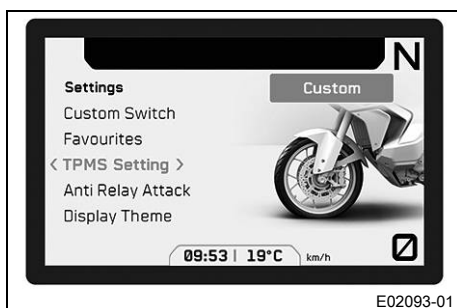 N
Settings
Custom
Custom Switch
Favourites
< TPMS Setting >
Anti Relay Attack
Display Theme
09:53 | 19°C km/h
0
E02093-01